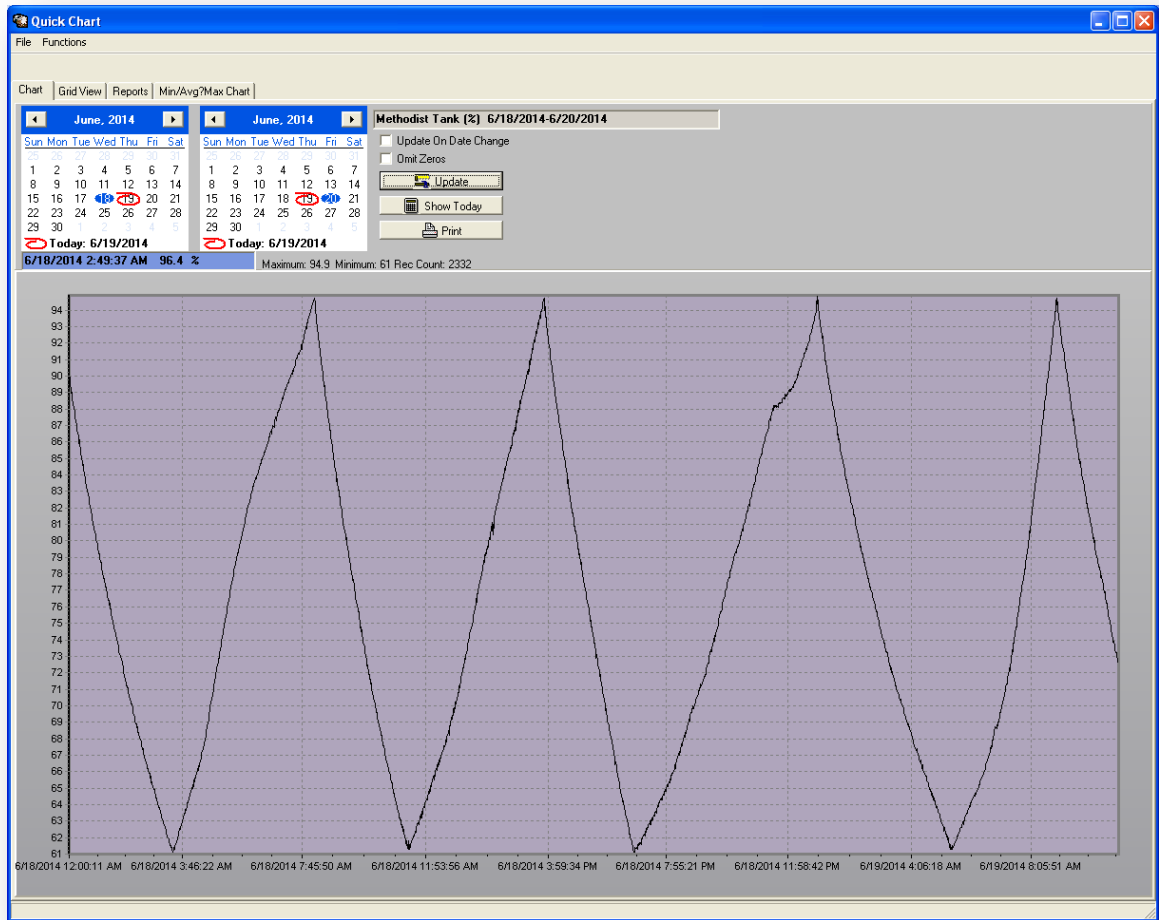 Quick Chart
File Functions
Chart Grid View Reports Min/Avg?Max Chart
June, 2014
Sun Mon Tue Wed Thu Fri Sat
25 26 27 28 29 30 31
1 2 3 4 5 6 7
8 9 10 11 12 13 14
15 16 17 18 19 20 21
22 23 24 25 26 27 28
29 30 1 2 3 4 5
Today: 6/19/2014
June, 2014
Sun Mon Tue Wed Thu Fri Sat
25 26 27 28 29 30 31
1 2 3 4 5 6 7
8 9 10 11 12 13 14
15 16 17 18 19 20 21
22 23 24 25 26 27 28
29 30 1 2 3 4 5
Today: 6/19/2014
Methodist Tank (%) 6/18/2014-6/20/2014
Update On Date Change
Omit Zeros
Update
Show Today
Print
6/18/2014 2:49:37 AM 96.4 %
Maximum: 94.9 Minimum: 61 Rec Count: 2332
94
93
92
91
90
89
88
87
86
85
84
83
82
81
80
79
78
77
76
75
74
73
72
71
70
69
68
67
66
65
64
63
62
61
6/18/2014 12:00:11 AM 6/18/2014 3:46:22 AM 6/18/2014 7:45:50 AM 6/18/2014 11:53:56 AM 6/18/2014 3:59:34 PM 6/18/2014 7:55:21 PM 6/18/2014 11:58:42 PM 6/19/2014 4:06:18 AM 6/19/2014 8:05:51 AM